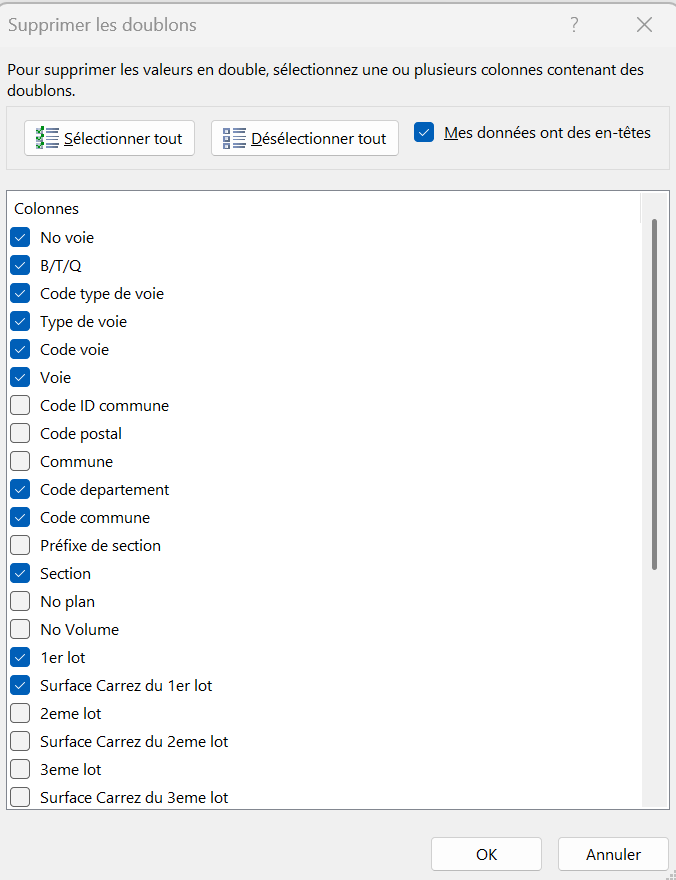 Supprimer les doublons
?
Pour supprimer les valeurs en double, sélectionnez une ou plusieurs colonnes contenant des
doublons.
Sélectionner tout
Désélectionner tout
Mes données ont des en-têtes
Colonnes
No voie
B/T/Q
Code type de voie
Type de voie
Code voie
Voie
Code ID commune
Code postal
Commune
Code departement
Code commune
Préfixe de section
Section
No plan
No Volume
1er lot
Surface Carrez du 1er lot
2eme lot
Surface Carrez du 2eme lot
3eme lot
Surface Carrez du 3eme lot
OK
Annuler